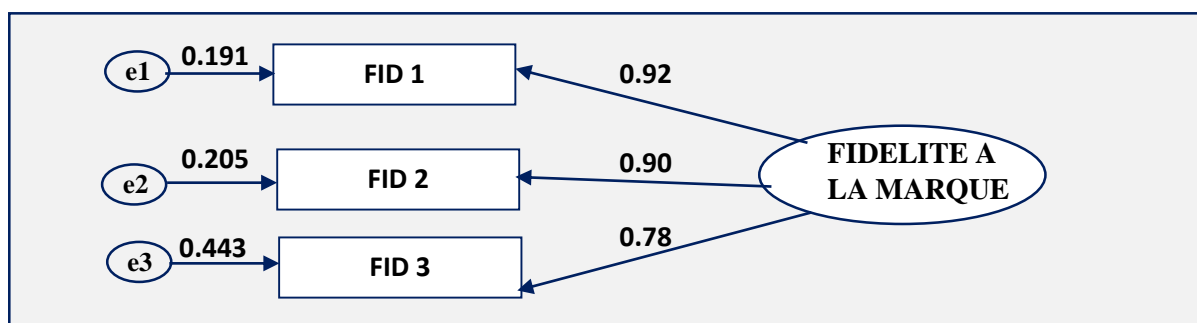 0.191
e1
FID 1
0.92
0.205
e2
FID 2
0.90
FIDELITE A
LA MARQUE
0.443
e3
FID 3
0.78